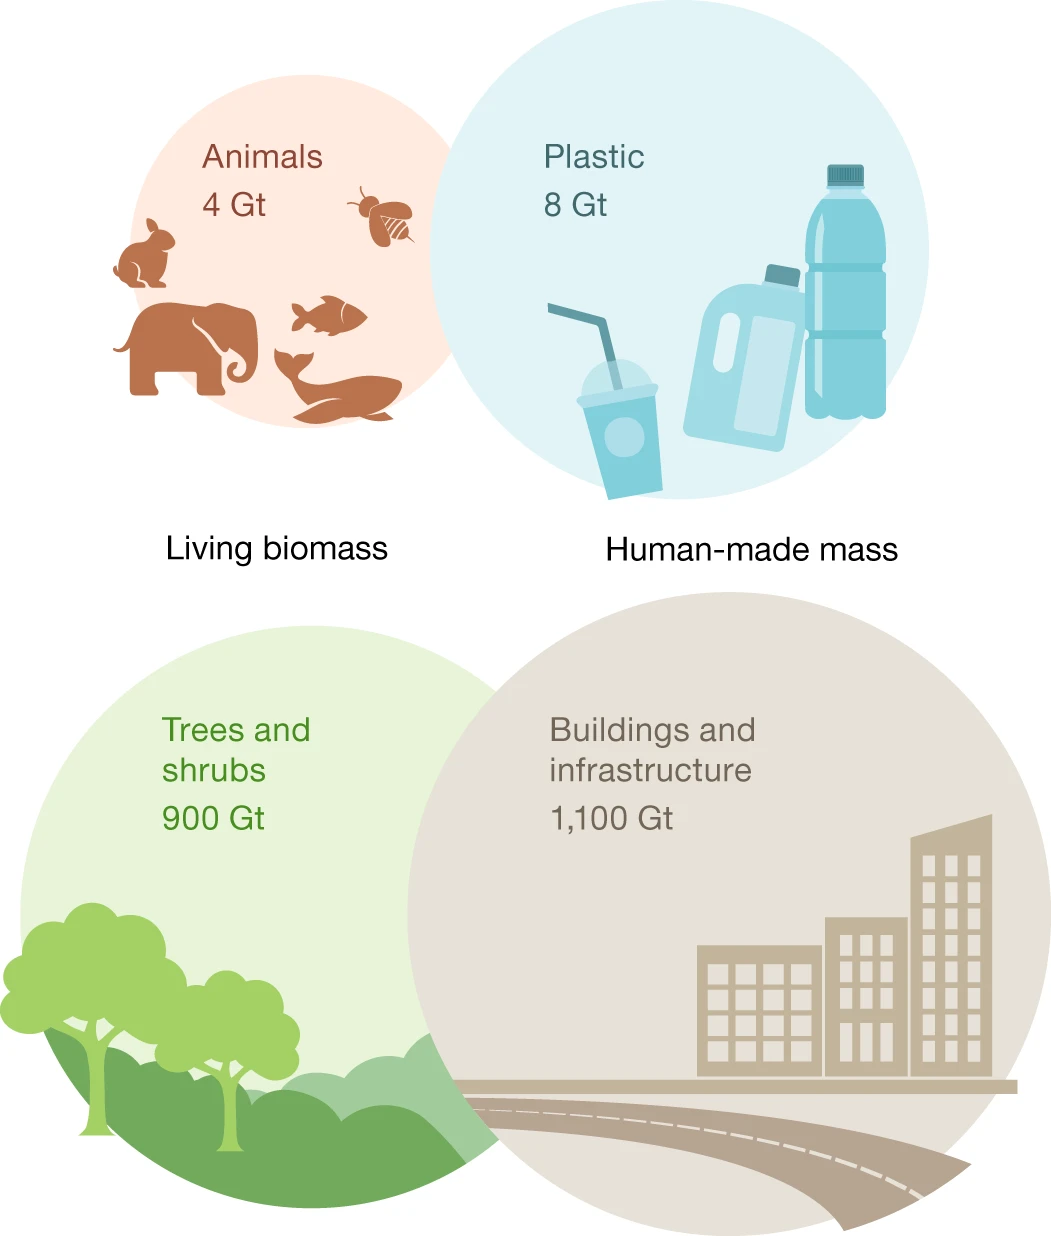 Animals
4 Gt
Plastic
8 Gt
Living biomass
Human-made mass
Trees and
shrubs
900 Gt
Buildings and
infrastructure
1,100 Gt